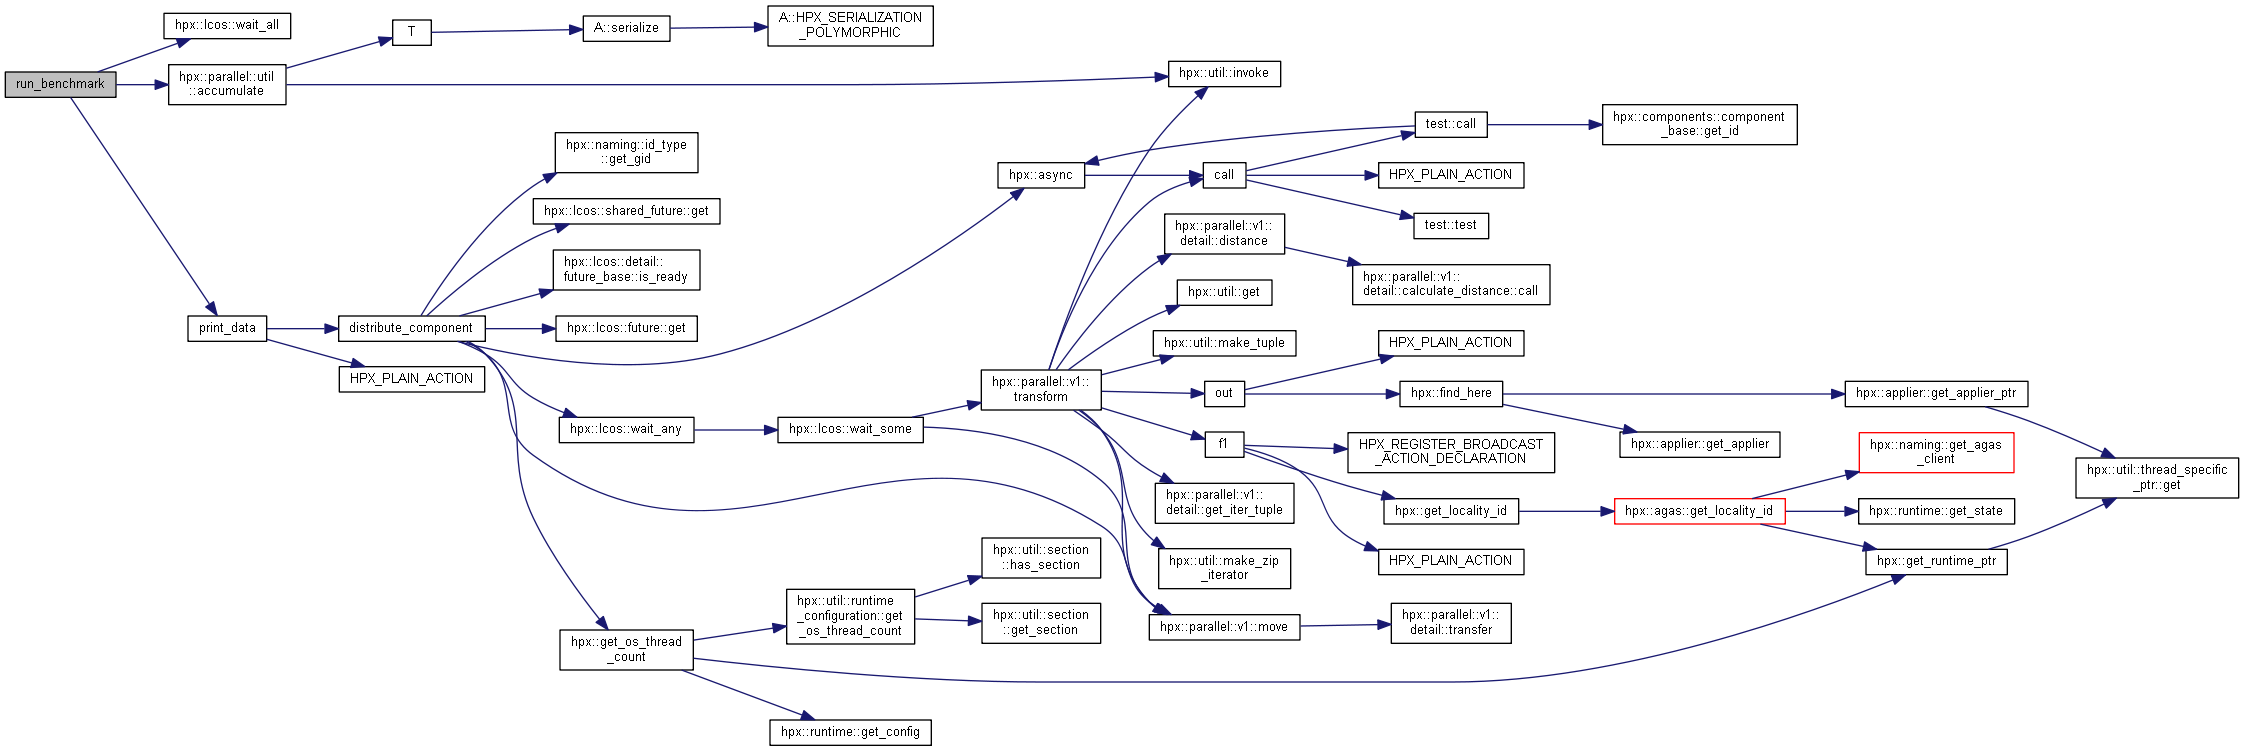 run_benchmark
hpx::lcos::wait_all
hpx::parallel::util
::accumulate
print_data
T
A::serialize
A::HPX_SERIALIZATION
_POLYMORPHIC
hpx::util::invoke
distribute_component
HPX_PLAIN_ACTION
hpx::naming::id_type
::get_gid
hpx::lcos::shared_future::get
hpx::lcos::detail::
future_base::is_ready
hpx::lcos::future::get
hpx::lcos::wait_any
hpx::get_os_thread
_count
hpx::lcos::wait_some
hpx::util::runtime
_configuration::get
_os_thread_count
hpx::runtime::get_config
hpx::async
hpx::parallel::v1::
transform
hpx::util::section
::has_section
hpx::util::section
::get_section
call
hpx::parallel::v1::
detail::distance
hpx::util::get
hpx::util::make_tuple
out
f1
hpx::parallel::v1::
detail::get_iter_tuple
hpx::util::make_zip
_iterator
hpx::parallel::v1::move
test::call
HPX_PLAIN_ACTION
test::test
hpx::parallel::v1::
detail::calculate_distance::call
HPX_PLAIN_ACTION
hpx::find_here
HPX_REGISTER_BROADCAST
_ACTION_DECLARATION
hpx::get_locality_id
HPX_PLAIN_ACTION
hpx::parallel::v1::
detail::transfer
hpx::components::component
_base::get_id
hpx::applier::get_applier_ptr
hpx::applier::get_applier
hpx::agas::get_locality_id
hpx::naming::get_agas
_client
hpx::runtime::get_state
hpx::get_runtime_ptr
hpx::util::thread_specific
_ptr::get